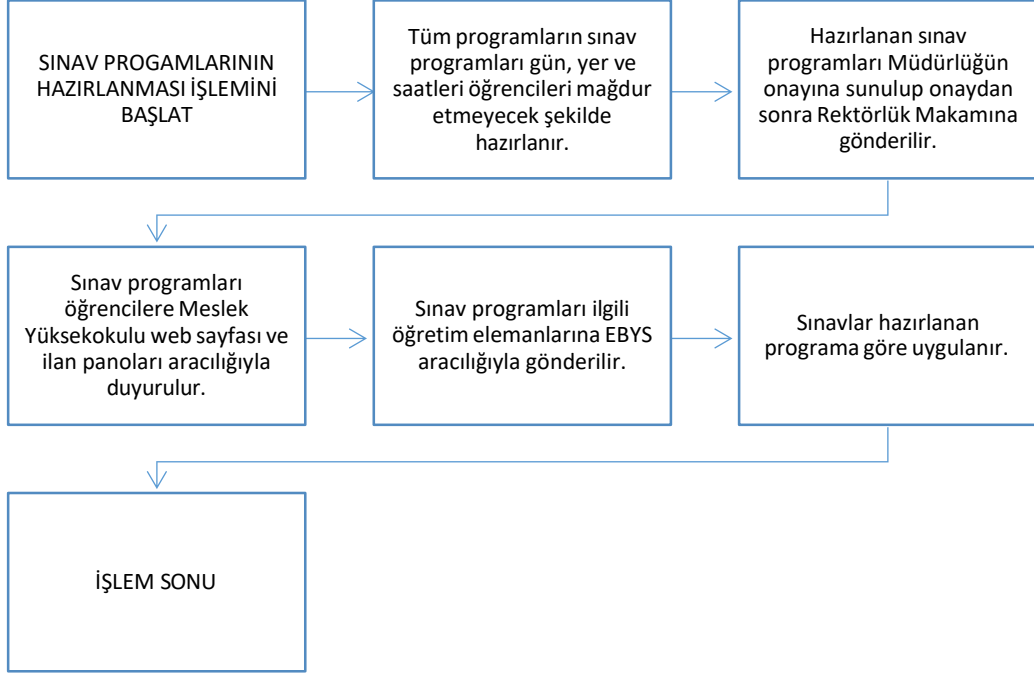 SINAV PROGAMLARININ
HAZIRLANMASI İŞLEMİNİ
BAŞLAT
Tüm programların sınav
programları gün, yer ve
saatleri öğrencileri mağdur
etmeyecek şekilde
hazırlanır.
Hazırlanan sınav
programları Müdürlüğün
onayına sunulup onaydan
sonra Rektörlük Makamına
gönderilir.
Sınav programları
öğrencilere Meslek
Yüksekokulu web sayfası ve
ilan panoları aracılığıyla
duyurulur.
Sınav programları ilgili
öğretim elemanlarına EBYS
aracılığıyla gönderilir.
Sınavlar hazırlanan
programa göre uygulanır.
İŞLEM SONU